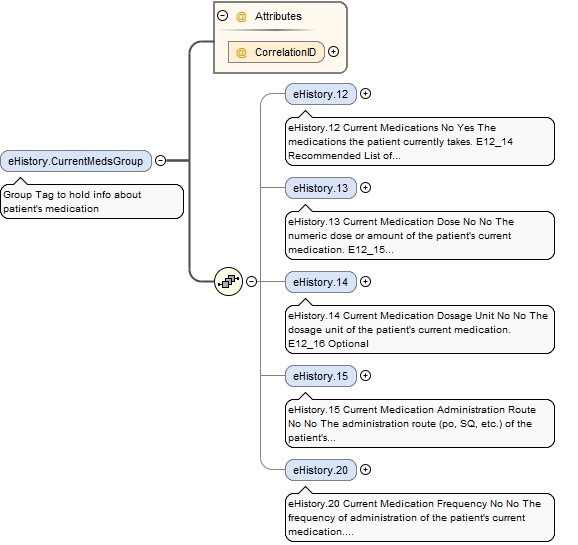 @ Attributes
@ CorrelationID
eHistory.12
eHistory.12 Current Medications No Yes The
medications the patient currently takes. E12_14
Recommended List of...
eHistory.CurrentMedsGroup
Group Tag to hold info about
patient's medication
eHistory.13
eHistory.13 Current Medication Dose No No The
numeric dose or amount of the patient's current
medication. E12_15...
eHistory.14
eHistory.14 Current Medication Dosage Unit No No The
dosage unit of the patient's current medication.
E12_16 Optional
eHistory.15
eHistory.15 Current Medication Administration Route
No No The administration route (po, SQ, etc.) of the
patient's...
eHistory.20
eHistory.20 Current Medication Frequency No No The
frequency of administration of the patient's current
medication....